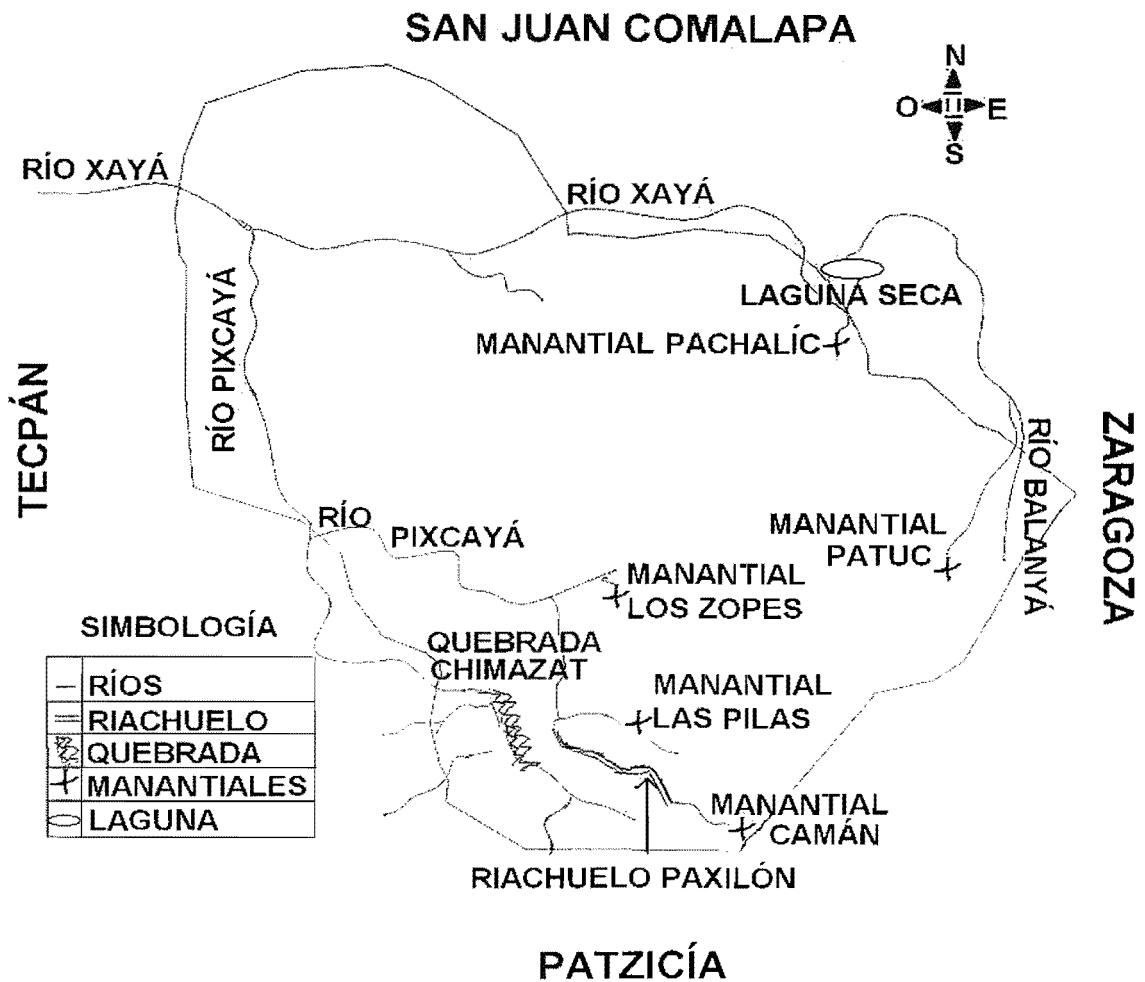 SAN JUAN COMALAPA
N
O E
S
RÍO XAYÁ
RÍO XAYÁ
LAGUNA SECA
MANANTIAL PACHALÍC
RÍO PIXCAYÁ
TECPÁN
ZARAGOZA
RÍO BALANYÁ
RÍO
PIXCAYÁ
MANANTIAL
PATUC
MANANTIAL
LOS ZOPES
QUEBRADA
CHIMAZAT
MANANTIAL
LAS PILAS
SIMBOLOGÍA
RÍOS
RIACHUELO
QUEBRADA
MANANTIALES
LAGUNA
MANANTIAL
CAMÁN
RIACHUELO PAXILÓN
PATZICÍA